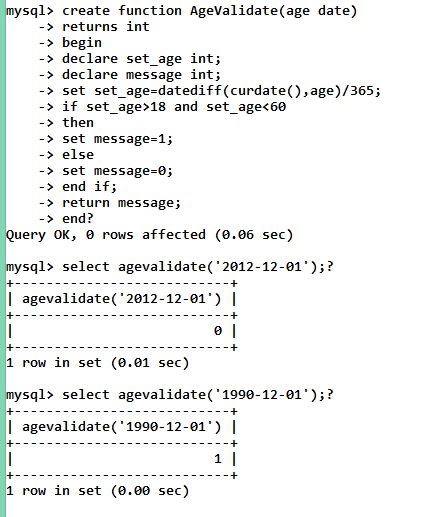 mysql> create function AgeValidate(age date)
    -> returns int
    -> begin
    -> declare set_age int;
    -> declare message int;
    -> set set_age=datediff(curdate(),age)/365;
    -> if set_age>18 and set_age<60
    -> then
    -> set message=1;
    -> else
    -> set message=0;
    -> end if;
    -> return message;
    -> end?
Query OK, 0 rows affected (0.06 sec)
mysql> select agevalidate('2012-12-01');?
+---------------------------+
| agevalidate('2012-12-01') |
+---------------------------+
|                         0 |
+---------------------------+
1 row in set (0.01 sec)
mysql> select agevalidate('1990-12-01');?
+---------------------------+
| agevalidate('1990-12-01') |
+---------------------------+
|                         1 |
+---------------------------+
1 row in set (0.00 sec)